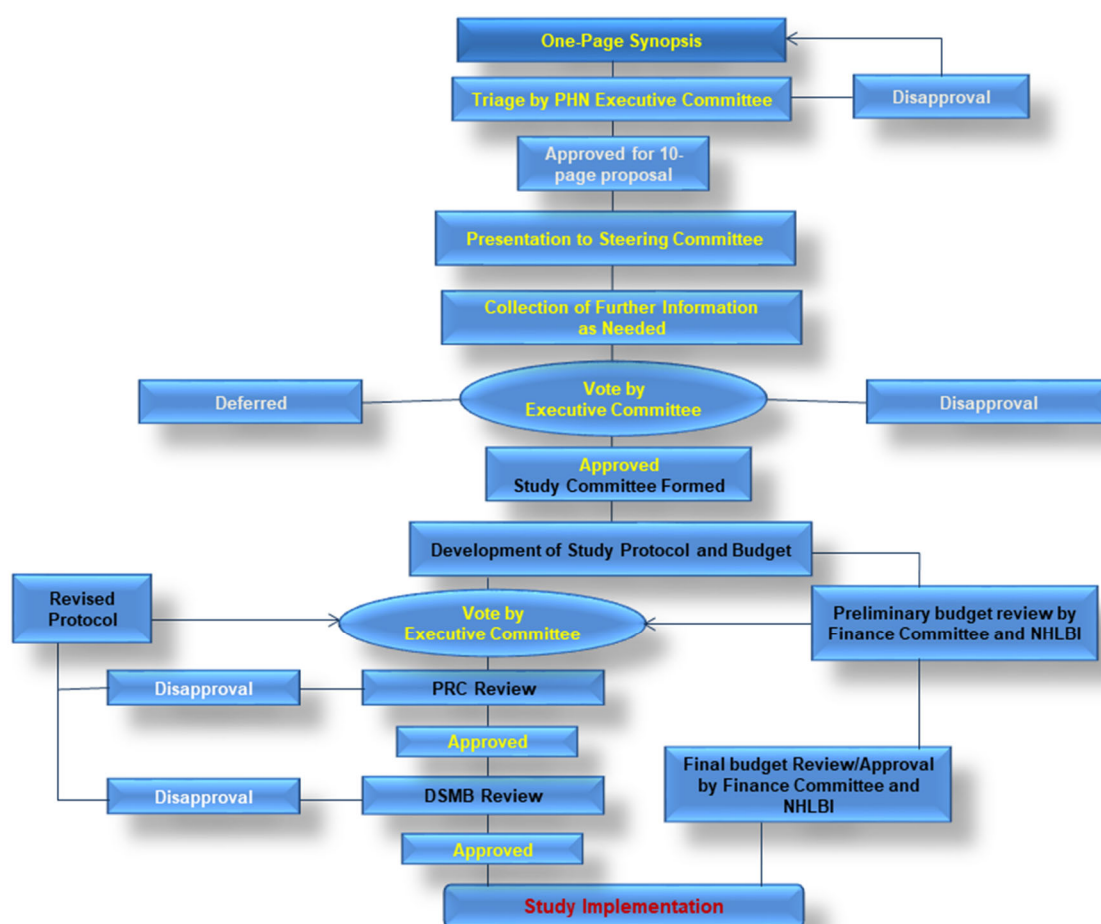 One-Page Synopsis
Triage by PHN Executive Committee
Disapproval
Approved for 10-
page proposal
Presentation to Steering Committee
Collection of Further Information
as Needed
Deferred
Vote by
Executive Committee
Disapproval
Approved
Study Committee Formed
Development of Study Protocol and Budget
Revised
Protocol
Vote by
Executive Committee
Preliminary budget review by
Finance Committee and NHLBI
Disapproval
PRC Review
Approved
Final budget Review/Approval
by Finance Committee and
NHLBI
Disapproval
DSMB Review
Approved
Study Implementation